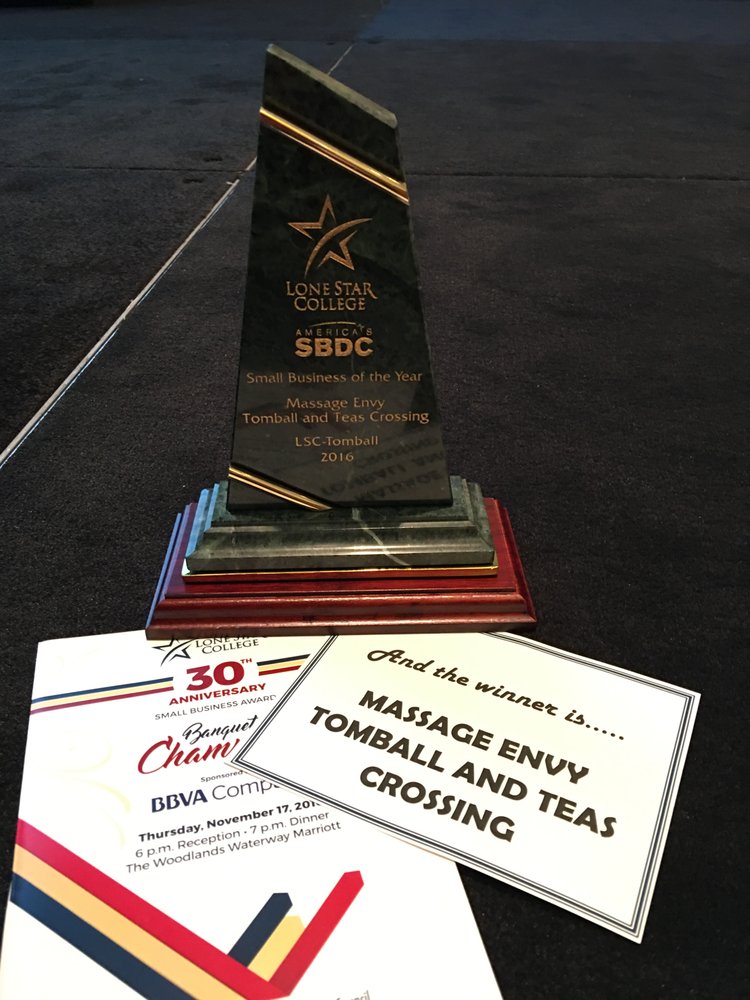 LONE STAR
COLLEGE
AMERICA'S
SBDC
Small Business of the Year
Massage Envy
Tomball and Teas Crossing
LSC-Tomball
2016
LONE STAR
COLLEGE
30TH
ANNIVERSARY
SMALL BUSINESS AWARD
Banquet
Cham
Sponsored
BBVA Comp
Thursday, November 17, 201
6 p.m. Reception • 7 p.m. Dinner
The Woodlands Waterway Marriott
And the winner is.....
MASSAGE ENVY
TOMBALL AND TEAS
CROSSING